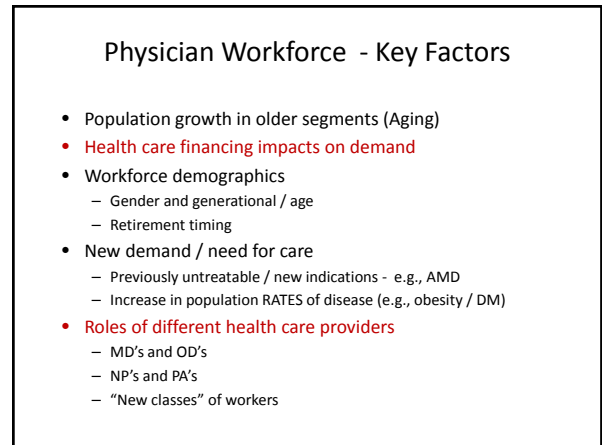 Physician Workforce - Key Factors
• Population growth in older segments (Aging)
• Health care financing impacts on demand
• Workforce demographics
– Gender and generational / age
– Retirement timing
• New demand / need for care
– Previously untreatable / new indications - e.g., AMD
– Increase in population RATES of disease (e.g., obesity / DM)
• Roles of different health care providers
– MD's and OD's
– NP's and PA's
– “New classes” of workers